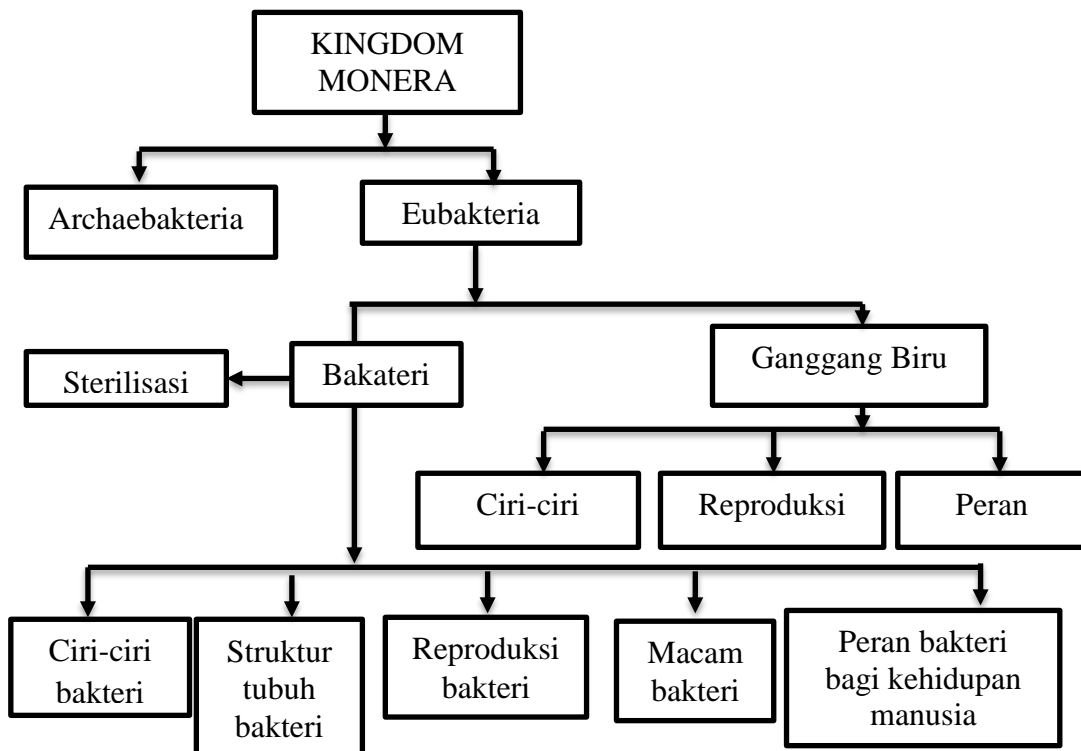 KINGDOM
MONERA
Archaebakteria
Eubakteria
Sterilisasi
Bakateri
Ganggang Biru
Ciri-ciri
Reproduksi
Peran
Ciri-ciri
bakteri
Struktur
tubuh
bakteri
Reproduksi
bakteri
Macam
bakteri
Peran bakteri
bagi kehidupan
manusia